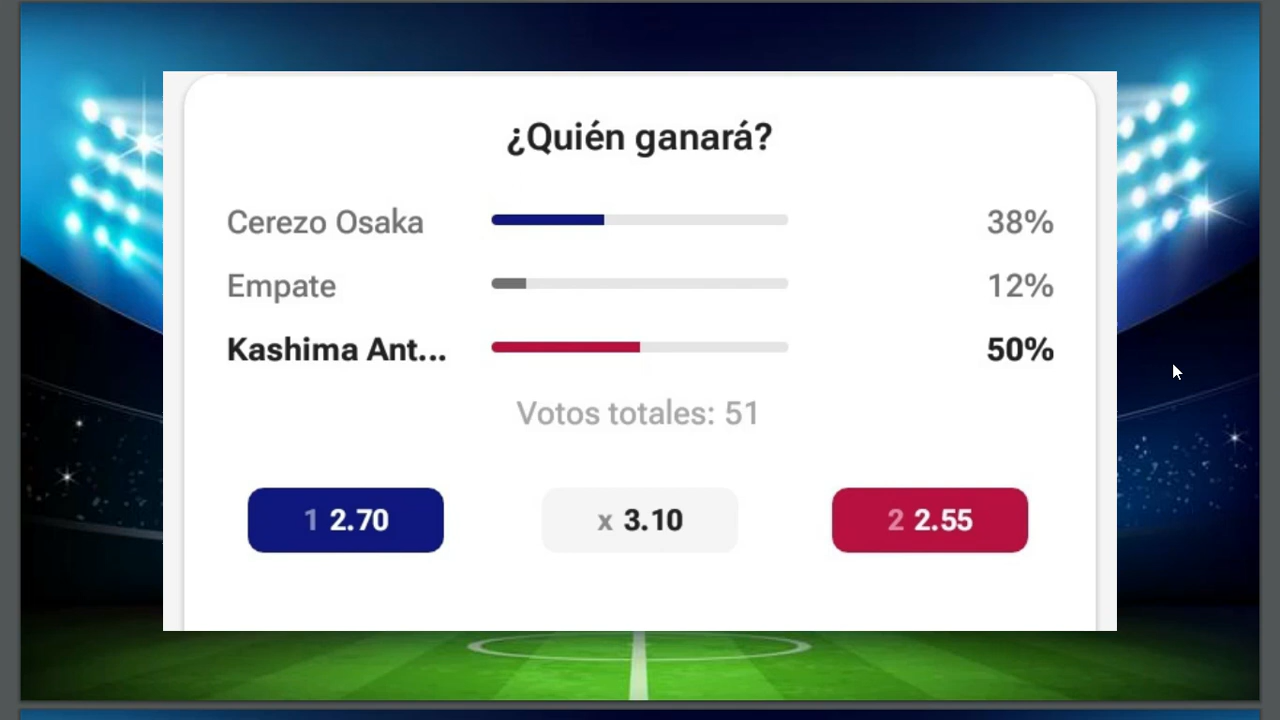 ¿Quién ganará?
Cerezo Osaka 38%
Empate 12%
Kashima Ant... 50%
Votos totales: 51
1 2.70 x 3.10 2 2.55